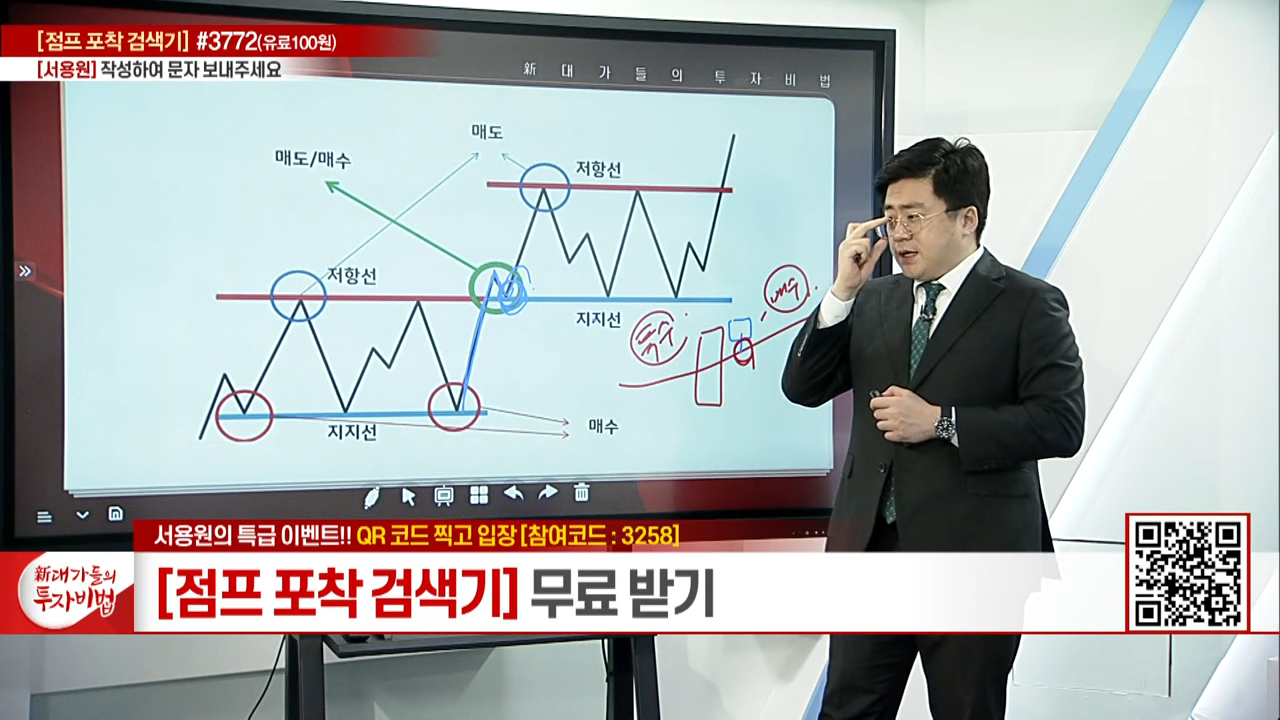 [점프 포착 검색기] #3772(유료100원)
[서용원] 작성하여 문자 보내주세요
新 대 가 들 의 투 자 비 법
매도
매도/매수
저항선
저항선
매수
지지선
특수
매수
지지선
서용원의 특급 이벤트!! QR 코드 찍고 입장 [참여코드 : 3258]
新대가들의
투자비법
[점프 포착 검색기] 무료 받기